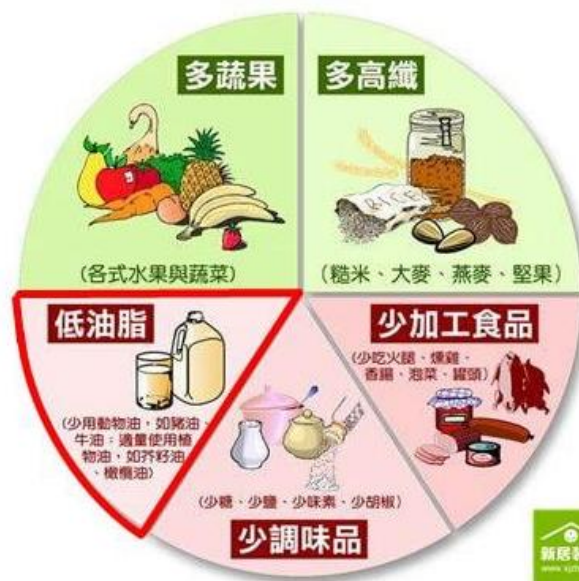 多蔬果
(各式水果與蔬菜)
多高纖
RICE
(糙米、大麥、燕麥、堅果)
低油脂
(少用動物油,如豬油、
牛油;適量使用植
物油,如芥籽油
、橄欖油)
少調味品
(少糖、少鹽、少味素、少胡椒)
少加工食品
(少吃火腿、燻雞、
香腸、泡菜、罐頭)
新居